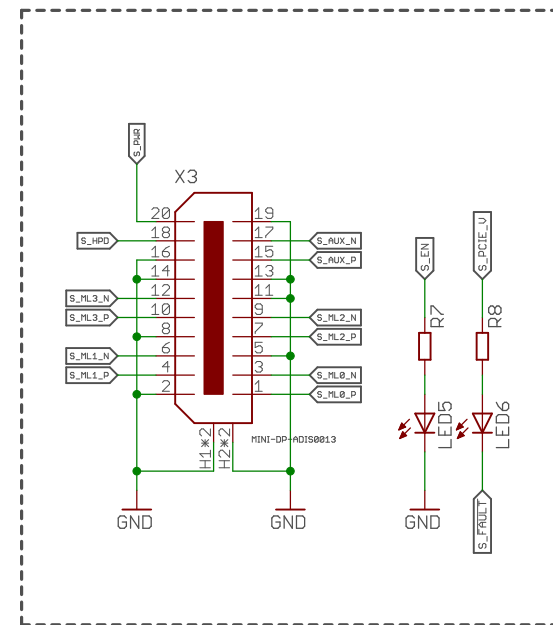 S_PWR
X3
20 19
S_HPD 18 17 S_AUX_N
16 15 S_AUX_P
14 13
S_ML3_N 12 11
S_ML3_P 10 9 S_ML2_N
8 7 S_ML2_P
S_ML1_N 6 5
S_ML1_P 4 3 S_ML0_N
2 1 S_ML0_P
H1*2
H2*2
MINI-DP-ADIS0013
GND
GND
S_EN
R7
LED5
GND
S_PCIE_V
R8
LED6
S_FAULT